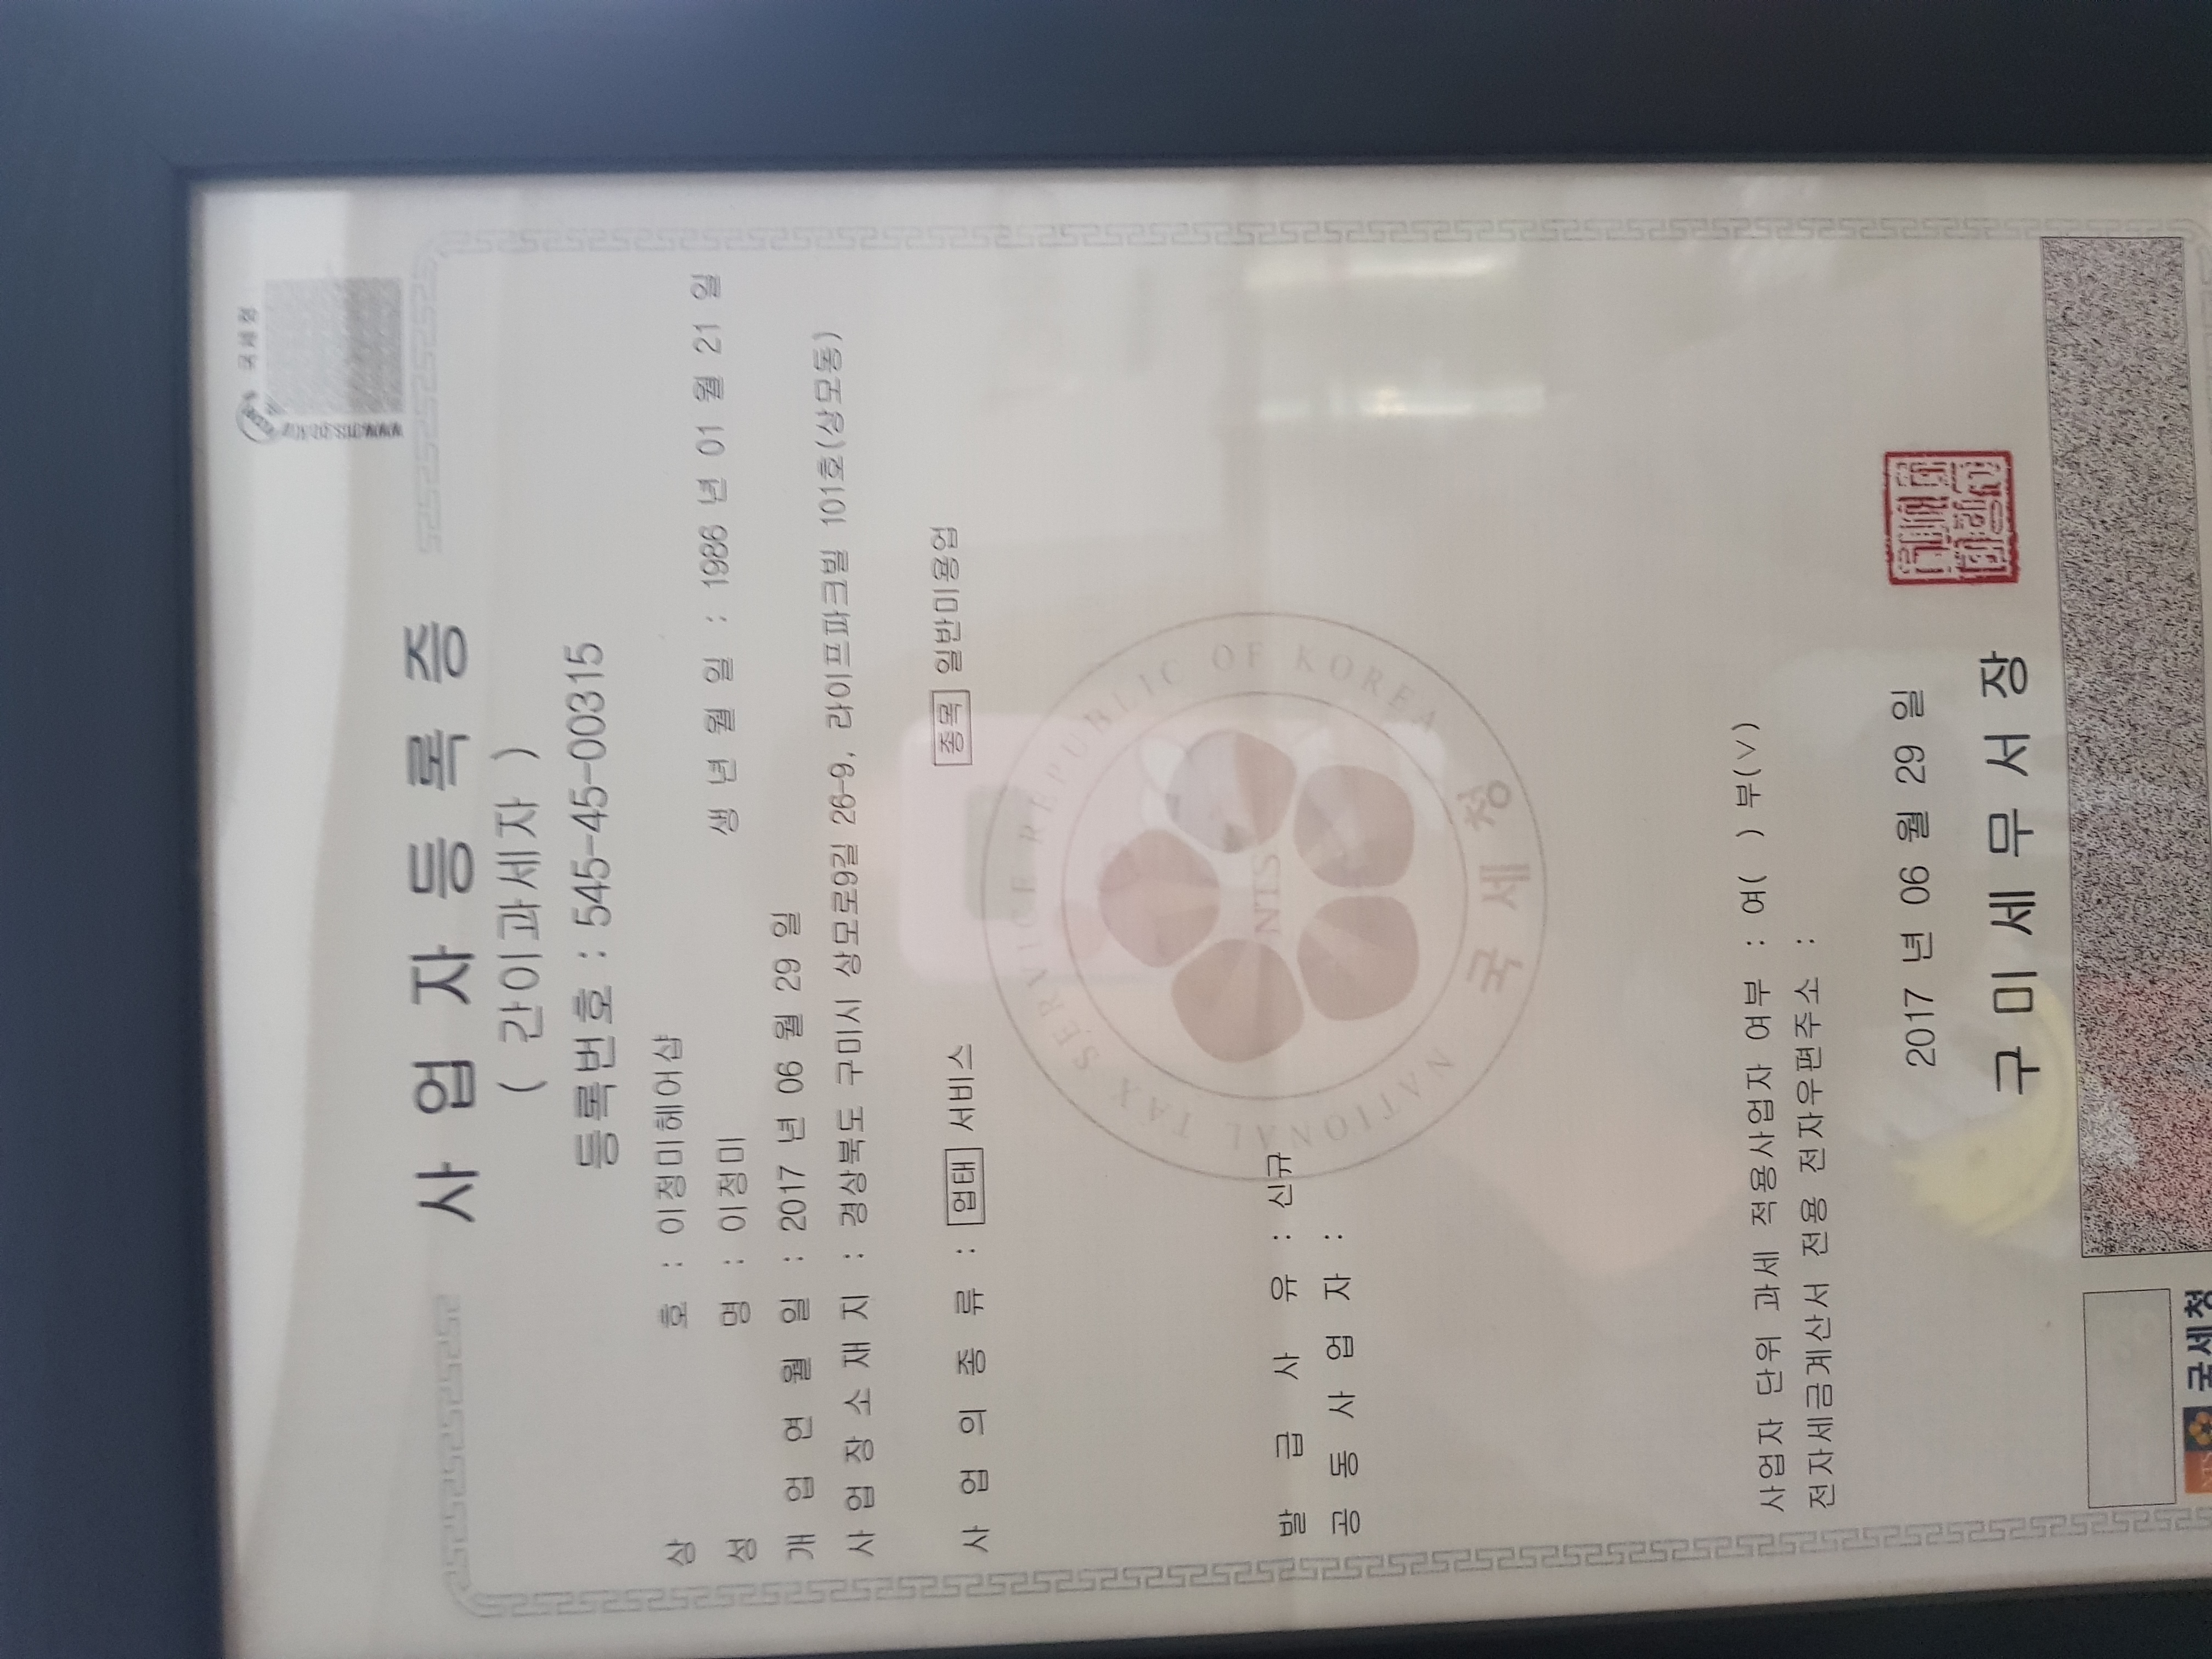 국세청
www.nts.go.kr
사업자등록증
( 간이과세자 )
등록번호 : 545-45-00315
상 호 : 이정미헤어샵
성 명 : 이정미 생 년 월 일 : 1986 년 01 월 21 일
개 업 연 월 일 : 2017 년 06 월 29 일
사 업 장 소 재 지 : 경상북도 구미시 상모로9길 26-9, 라이프파크빌 101호(상모동)
사 업 의 종 류 : 업태 서비스 종목 일반미용업
NATIONAL TAX SERVICE REPUBLIC OF KOREA
NTS
국세청
발 급 사 유 : 신규
공 동 사 업 자 :
사업자 단위 과세 적용사업자 여부 : 여( ) 부(∨)
전자세금계산서 전용 전자우편주소 :
2017 년 06 월 29 일
구 미 세 무 서 장
국세청